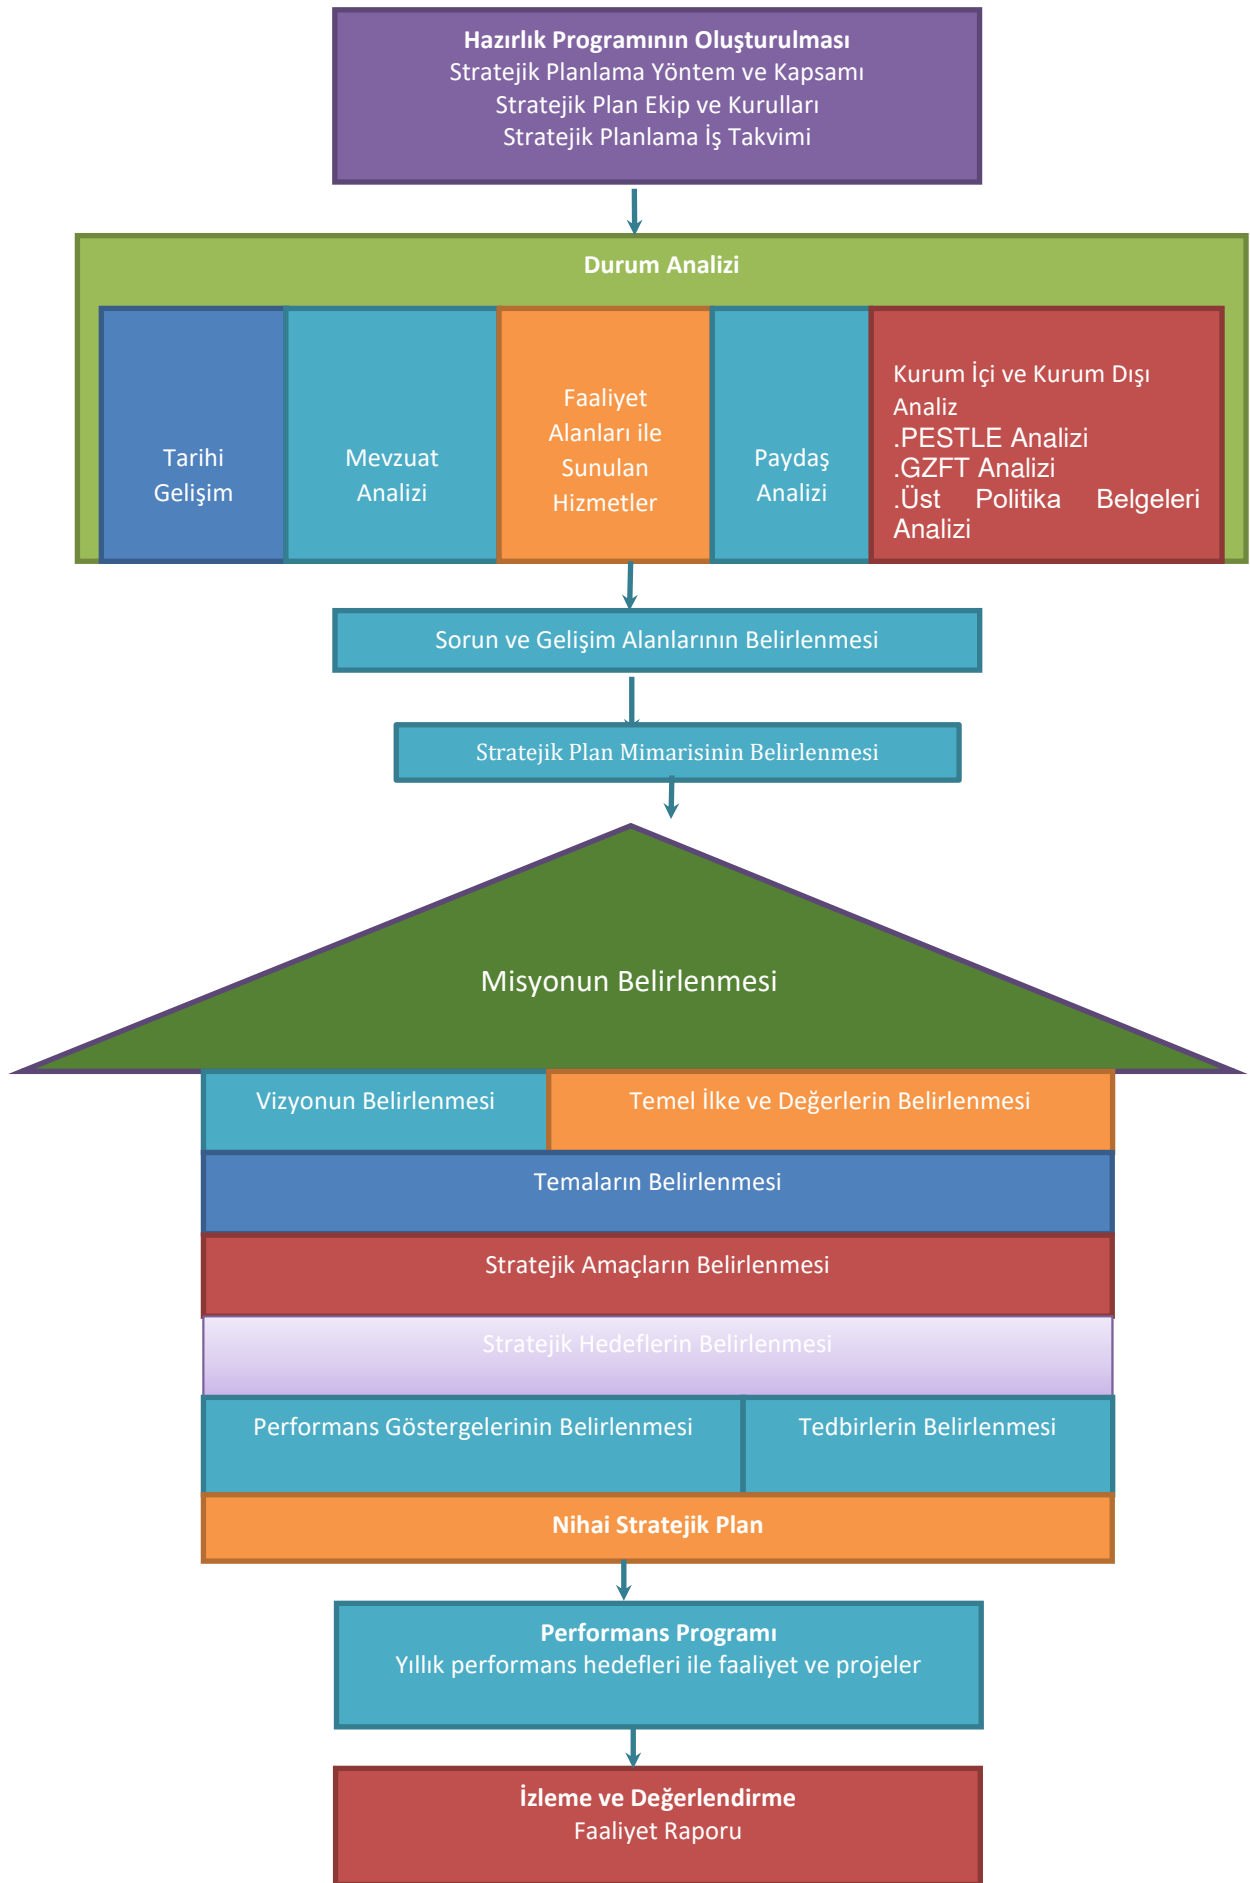 Hazırlık Programının Oluşturulması
Stratejik Planlama Yöntem ve Kapsamı
Stratejik Plan Ekip ve Kurulları
Stratejik Planlama İş Takvimi
Durum Analizi
Tarihi
Gelişim
Mevzuat
Analizi
Faaliyet
Alanları ile
Sunulan
Hizmetler
Paydaş
Analizi
Kurum İçi ve Kurum Dışı
Analiz
.PESTLE Analizi
.GZFT Analizi
.Üst Politika Belgeleri
Analizi
Sorun ve Gelişim Alanlarının Belirlenmesi
Stratejik Plan Mimarisinin Belirlenmesi
Misyonun Belirlenmesi
Vizyonun Belirlenmesi
Temel İlke ve Değerlerin Belirlenmesi
Temaların Belirlenmesi
Stratejik Amaçların Belirlenmesi
Stratejik Hedeflerin Belirlenmesi
Performans Göstergelerinin Belirlenmesi
Tedbirlerin Belirlenmesi
Nihai Stratejik Plan
Performans Programı
Yıllık performans hedefleri ile faaliyet ve projeler
İzleme ve Değerlendirme
Faaliyet Raporu